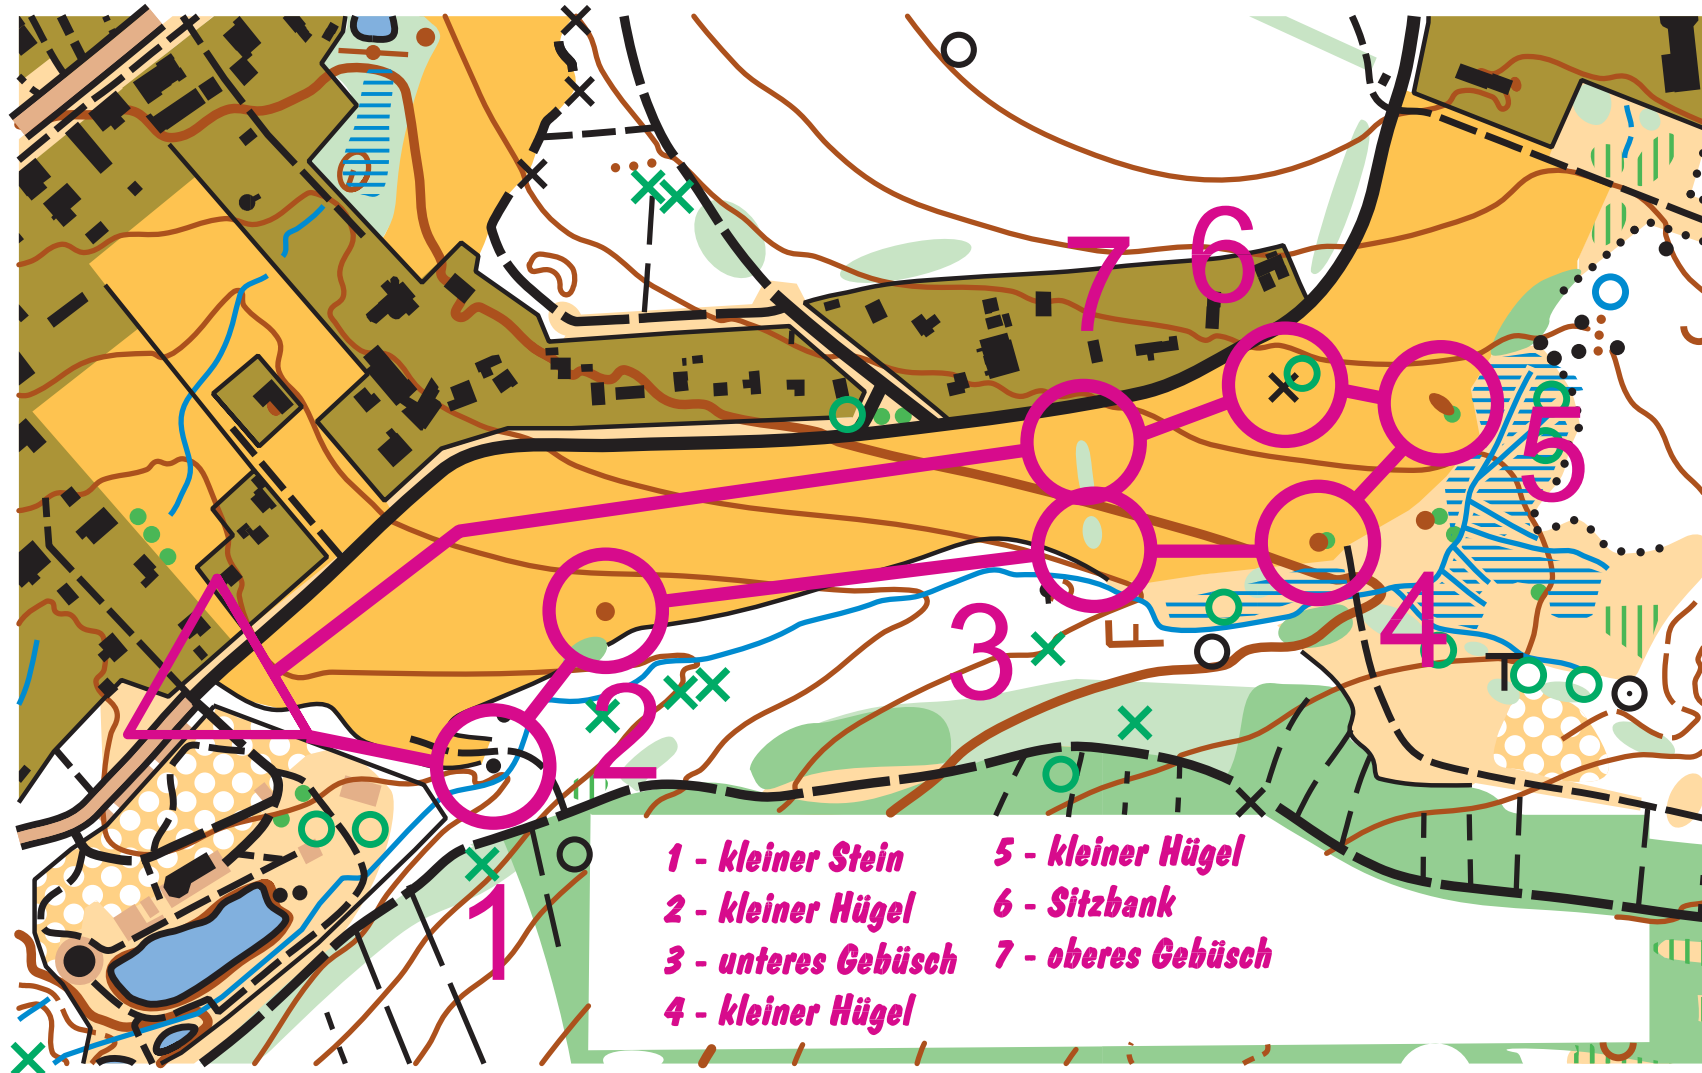 7
6
5
4
3
2
1
1 - kleiner Stein
2 - kleiner Hügel
3 - unteres Gebüsch
4 - kleiner Hügel
5 - kleiner Hügel
6 - Sitzbank
7 - oberes Gebüsch